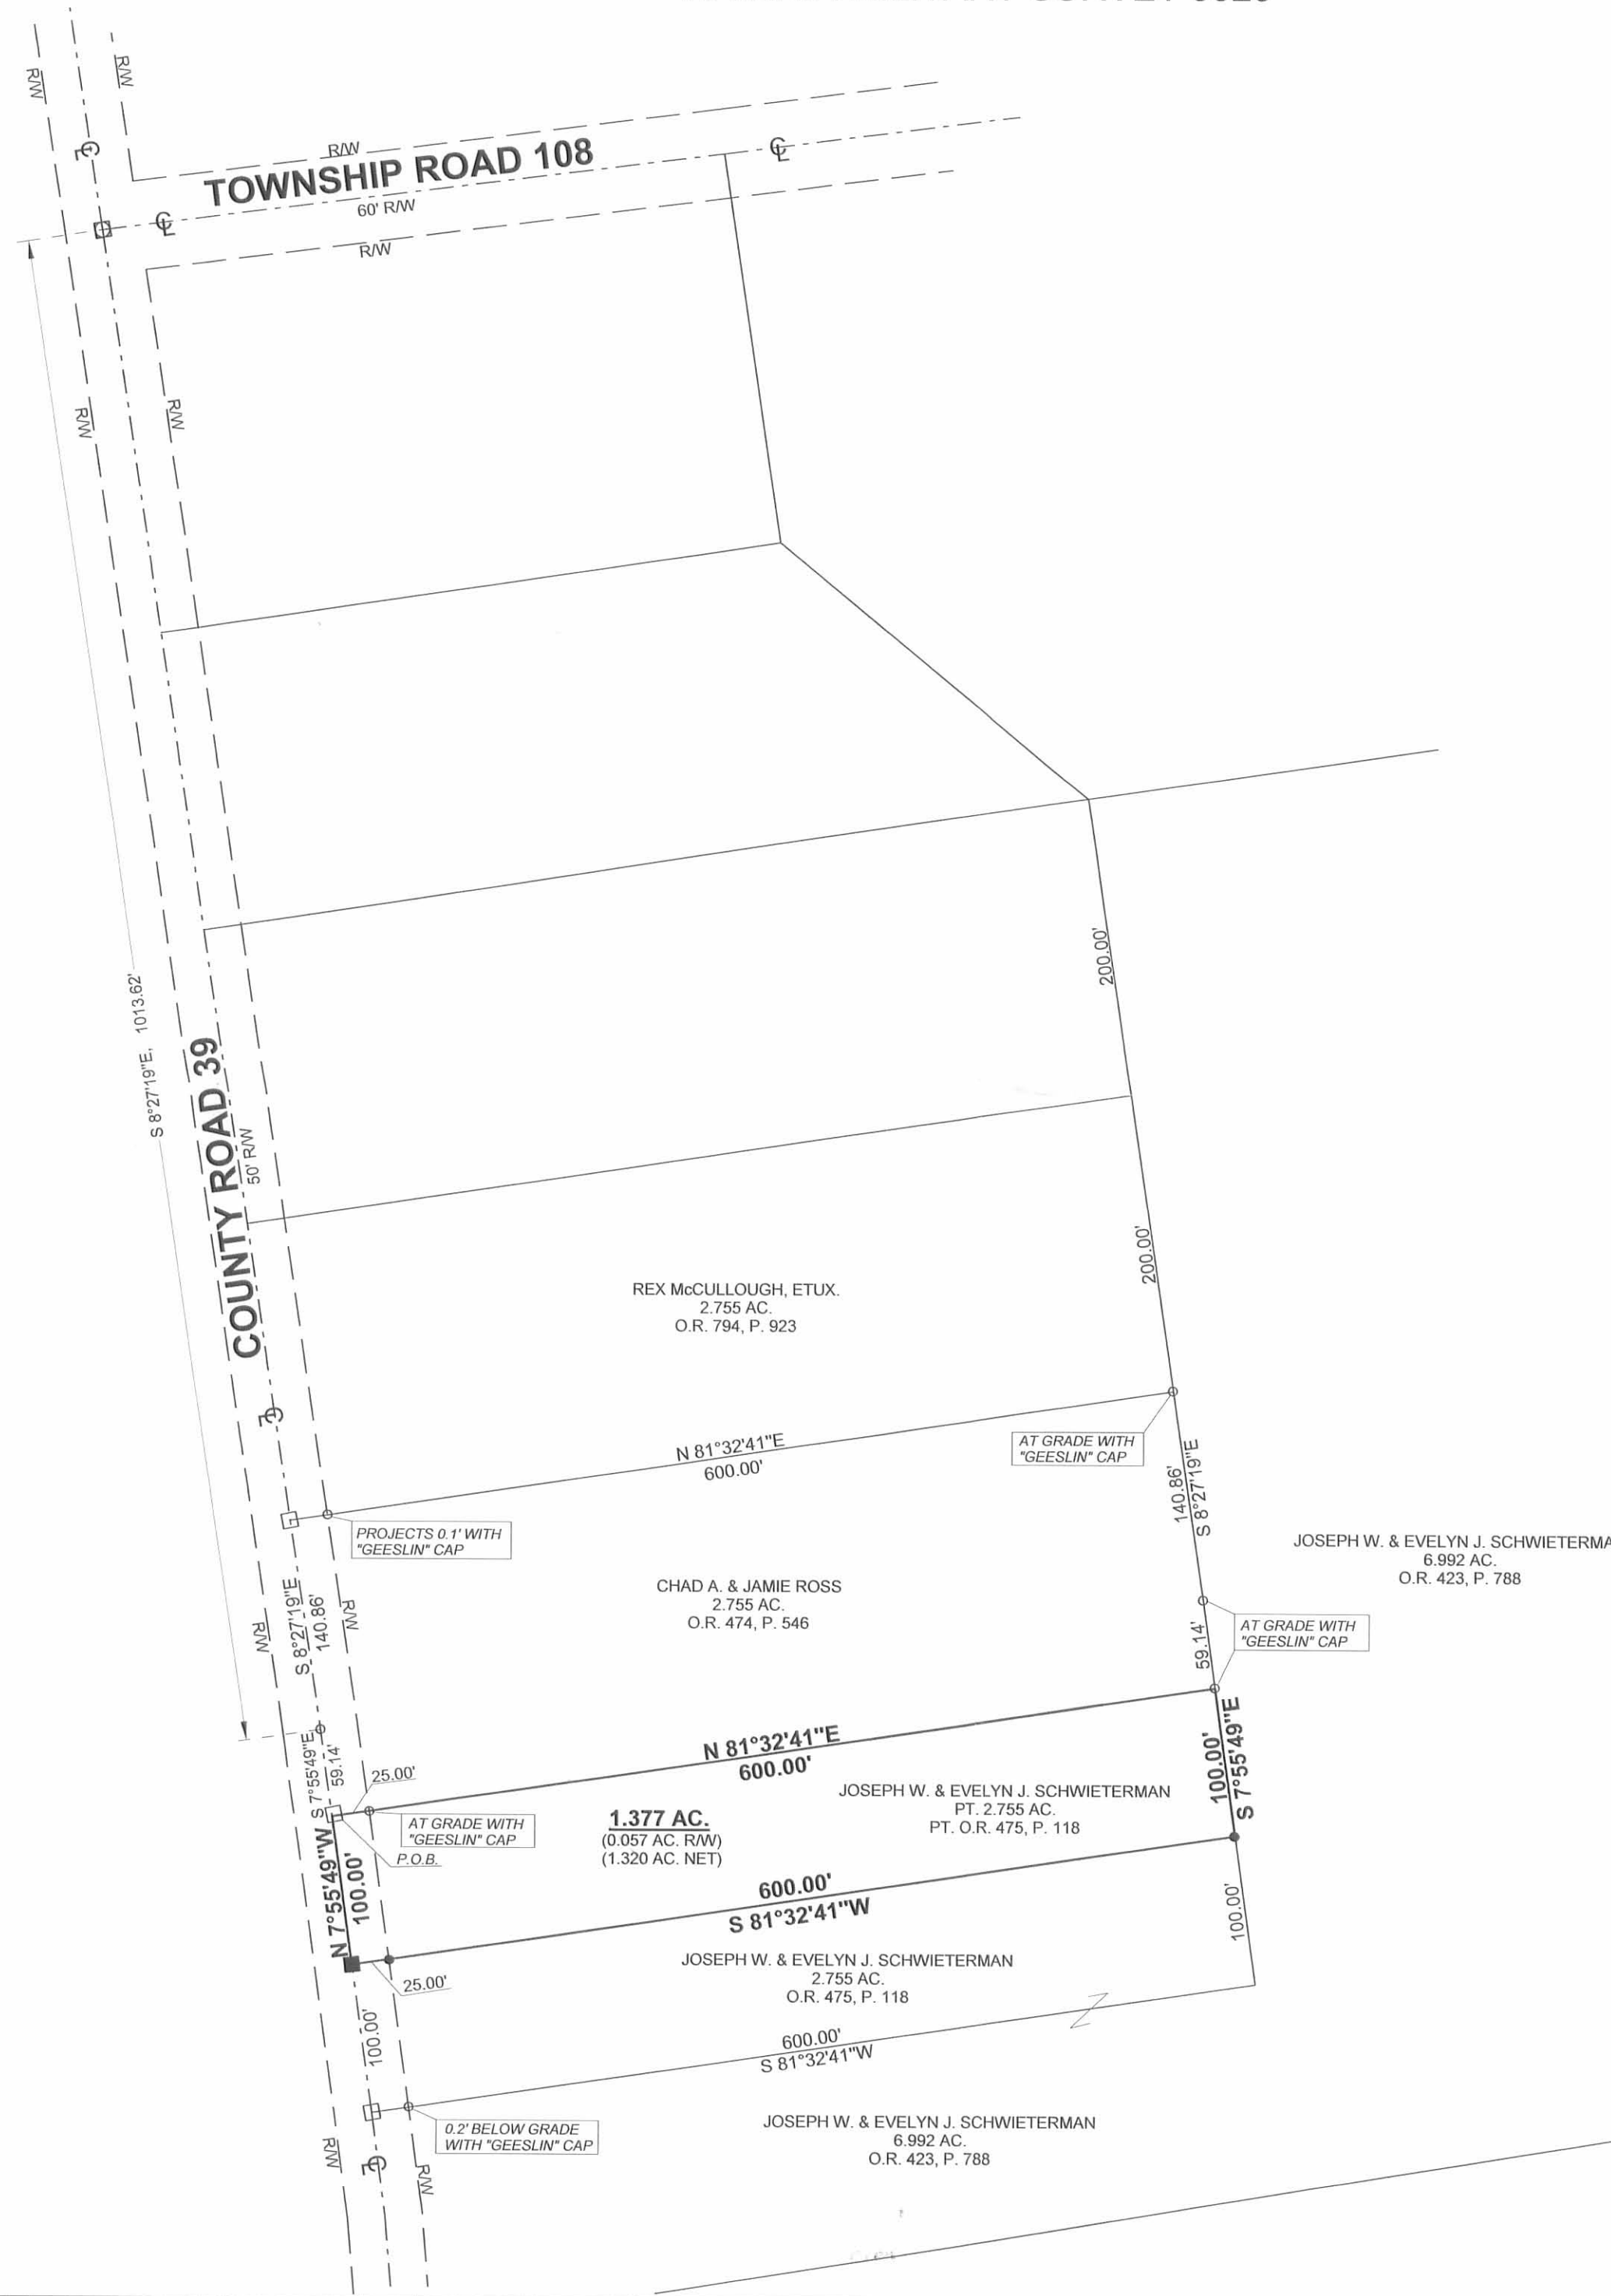 R/W
R/W
R/W
TOWNSHIP ROAD 108
60' R/W
R/W
R/W
R/W
S 8°27'19"E, 1013.62'
COUNTY ROAD 39
50' R/W
200.00'
200.00'
REX McCULLOUGH, ETUX.
2.755 AC.
O.R. 794, P. 923
N 81°32'41"E
600.00'
AT GRADE WITH
"GEESLIN" CAP
140.86'
S 8°27'19"E
PROJECTS 0.1' WITH
"GEESLIN" CAP
JOSEPH W. & EVELYN J. SCHWIETERMA
6.992 AC.
O.R. 423, P. 788
CHAD A. & JAMIE ROSS
2.755 AC.
O.R. 474, P. 546
S 8°27'19"E
140.86'
R/W
R/W
AT GRADE WITH
"GEESLIN" CAP
59.14'
S 7°55'49"E
59.14'
25.00'
N 81°32'41"E
600.00'
100.00'
S 7°55'49"E
AT GRADE WITH
"GEESLIN" CAP
P.O.B.
1.377 AC.
(0.057 AC. R/W)
(1.320 AC. NET)
JOSEPH W. & EVELYN J. SCHWIETERMAN
PT. 2.755 AC.
PT. O.R. 475, P. 118
N 7°55'49"W
100.00'
600.00'
S 81°32'41"W
100.00'
25.00'
JOSEPH W. & EVELYN J. SCHWIETERMAN
2.755 AC.
O.R. 475, P. 118
100.00'
600.00'
S 81°32'41"W
0.2' BELOW GRADE
WITH "GEESLIN" CAP
JOSEPH W. & EVELYN J. SCHWIETERMAN
6.992 AC.
O.R. 423, P. 788
R/W
R/W